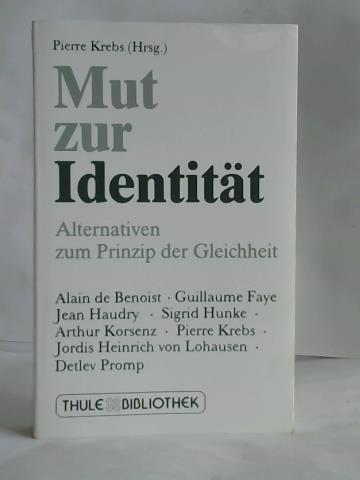 Pierre Krebs (Hrsg.)
Mut
zur
Identität
Alternativen
zum Prinzip der Gleichheit
Alain de Benoist · Guillaume Faye
Jean Haudry · Sigrid Hunke ·
Arthur Korsenz · Pierre Krebs ·
Jordis Heinrich von Lohausen ·
Detlev Promp
THULE BIBLIOTHEK